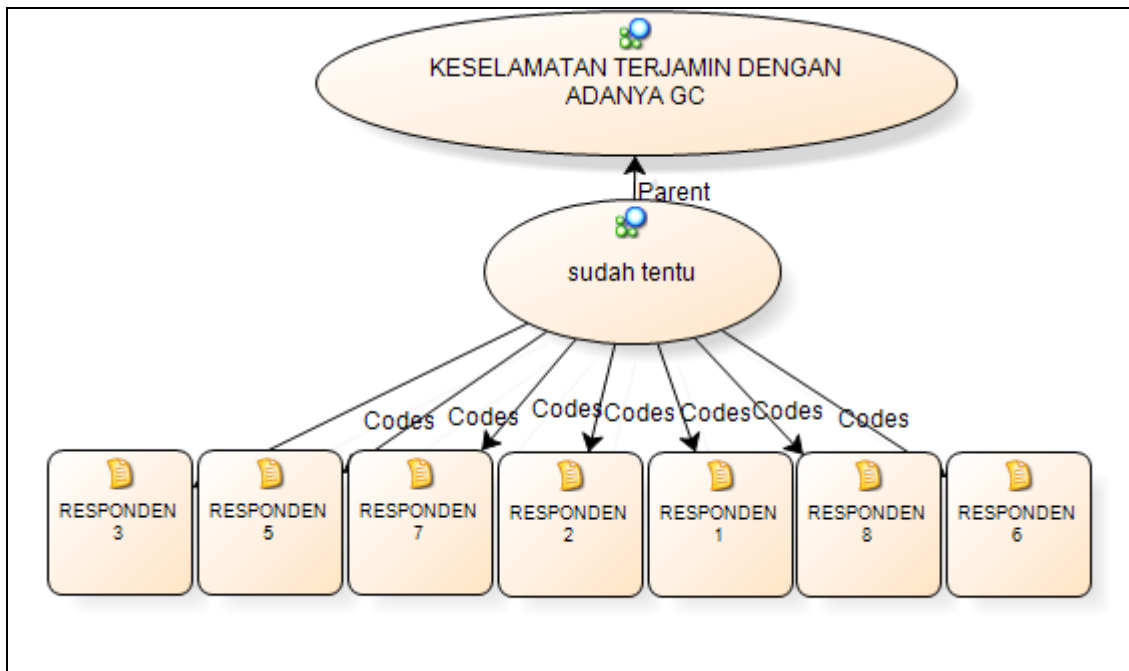 KESELAMATAN TERJAMIN DENGAN
ADANYA GC
Parent
sudah tentu
Codes
Codes
Codes
Codes
Codes
Codes
Codes
RESPONDEN
3
RESPONDEN
5
RESPONDEN
7
RESPONDEN
2
RESPONDEN
1
RESPONDEN
8
RESPONDEN
6